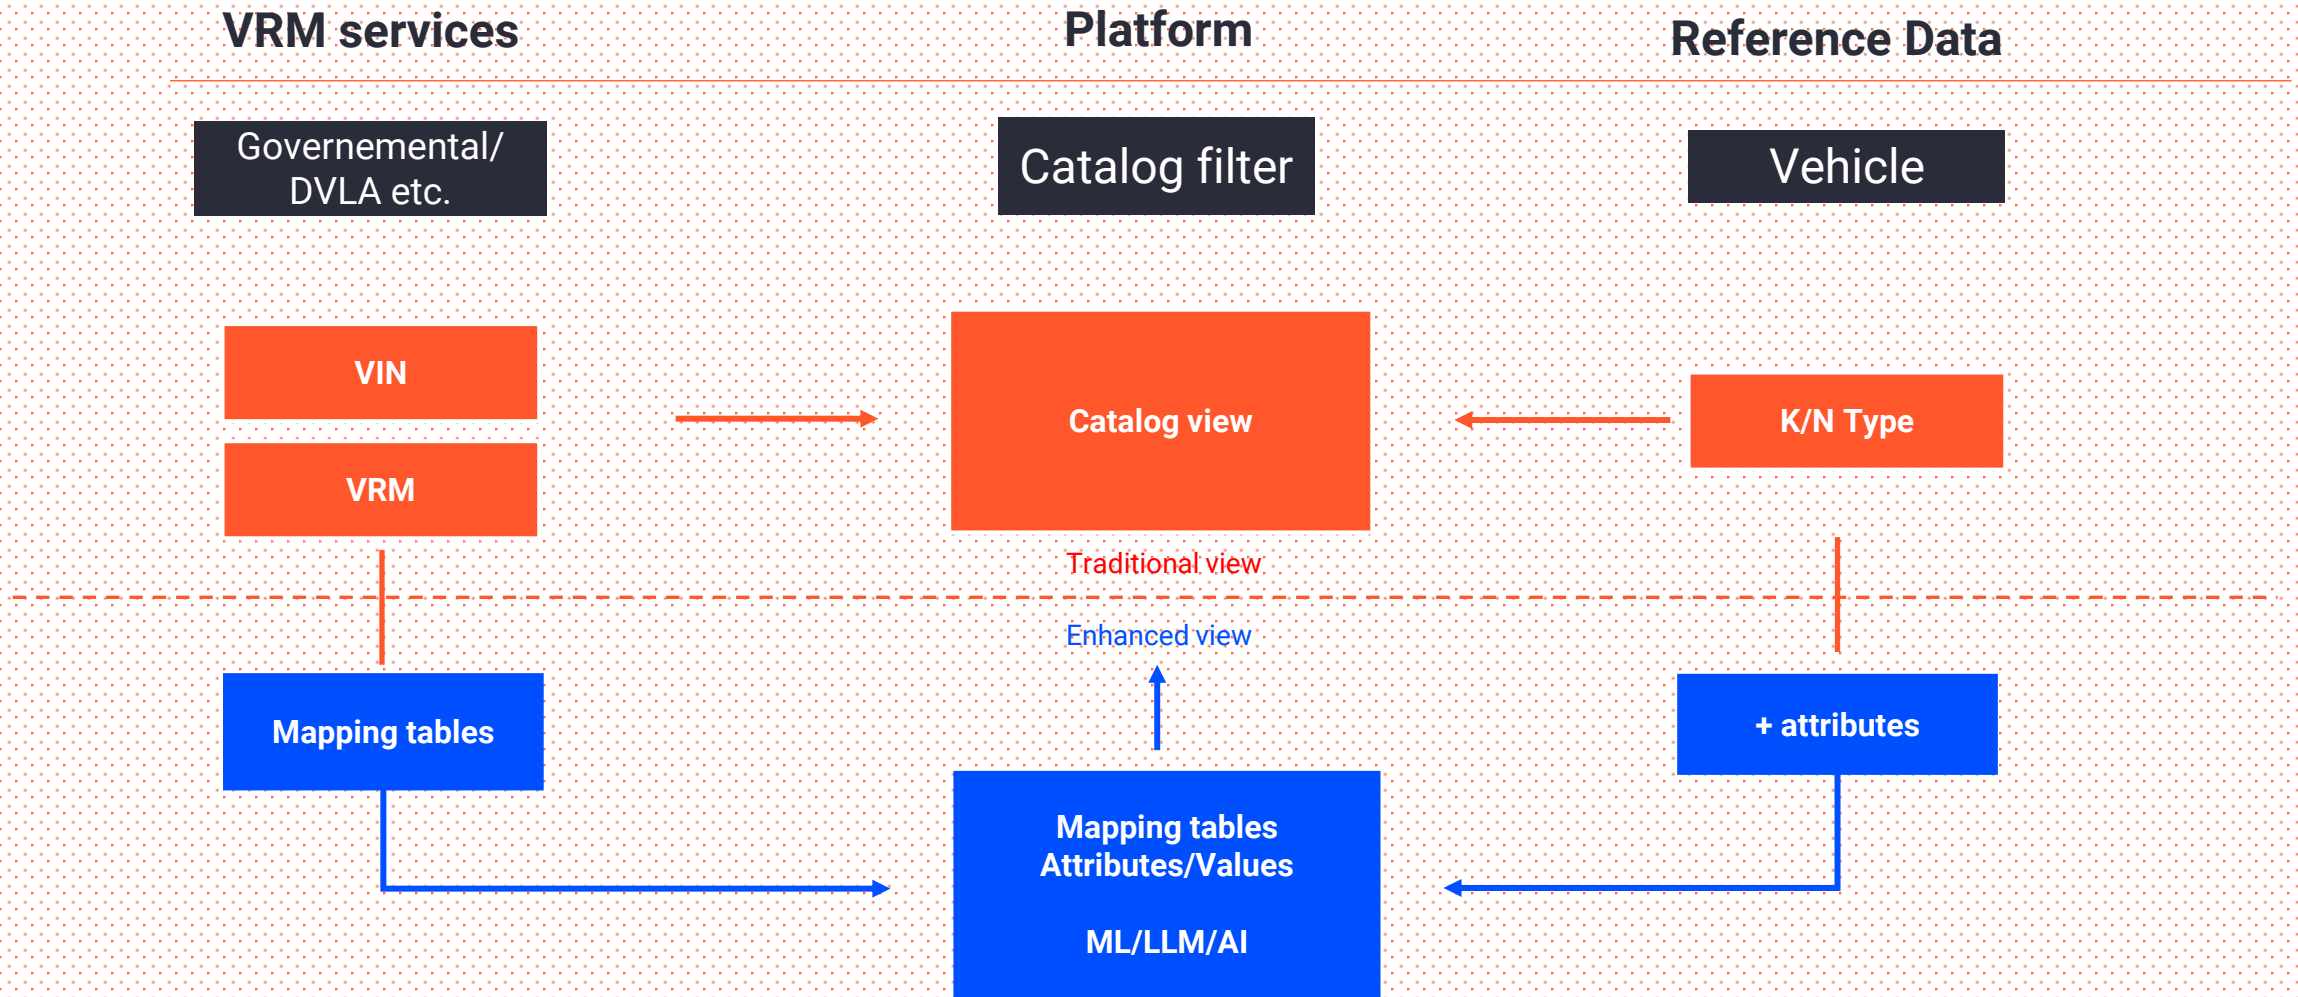 VRM services
Platform
Reference Data
Governemental/
DVLA etc.
Catalog filter
Vehicle
VIN
VRM
Catalog view
K/N Type
Traditional view
Enhanced view
Mapping tables
+ attributes
Mapping tables
Attributes/Values
ML/LLM/AI